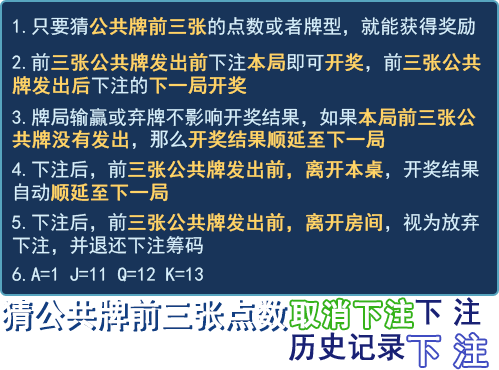 1.只要猜公共牌前三张的点数或者牌型，就能获得奖励
2.前三张公共牌发出前下注本局即可开奖，前三张公共
牌发出后下注的下一局开奖
3.牌局输赢或弃牌不影响开奖结果，如果本局前三张公
共牌没有发出，那么开奖结果顺延至下一局
4.下注后，前三张公共牌发出前，离开本桌，开奖结果
自动顺延至下一局
5.下注后，前三张公共牌发出前，离开房间，视为放弃
下注，并退还下注筹码
6.A=1 J=11 Q=12 K=13
猜公共牌前三张点数取消下注下 注
历史记录下 注